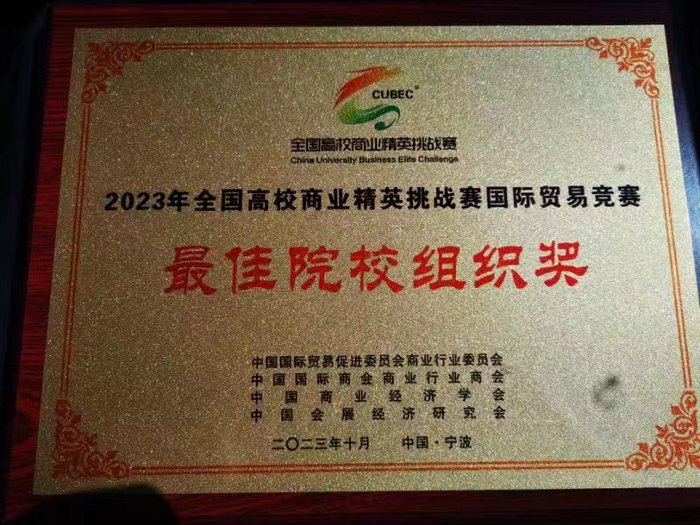 CUBEC
全国高校商业精英挑战赛
China University Business Elite Challenge
2023年全国高校商业精英挑战赛国际贸易竞赛
最佳院校组织奖
中国国际贸易促进委员会商业行业委员会
中国国际商会商业行业商会
中国商业经济学会
中国会展经济研究会
二〇二三年十月 中国·宁波